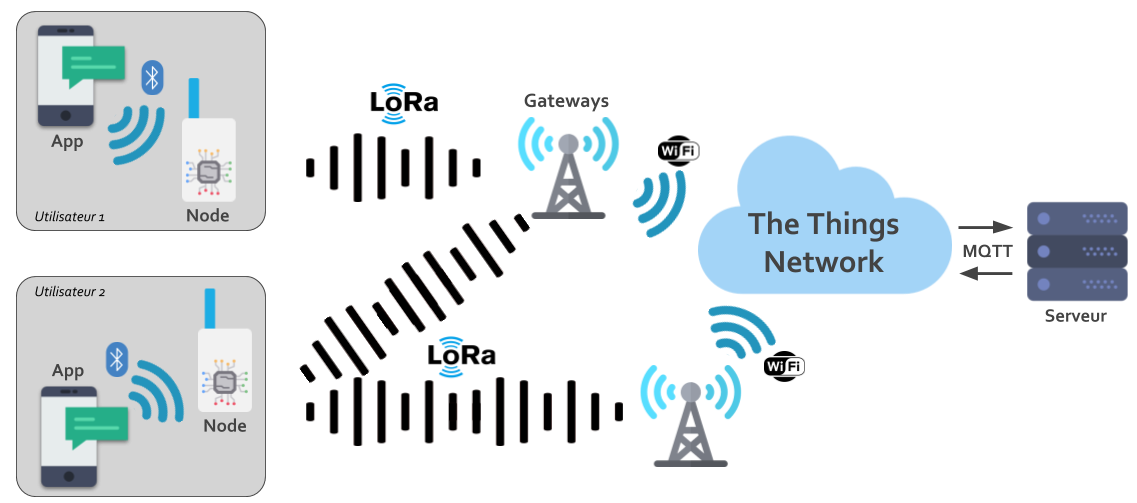 App
Utilisateur 1
Node
LoRa
Gateways
WiFi
The Things
Network
MQTT
Serveur
Utilisateur 2
App
Node
LoRa
WiFi